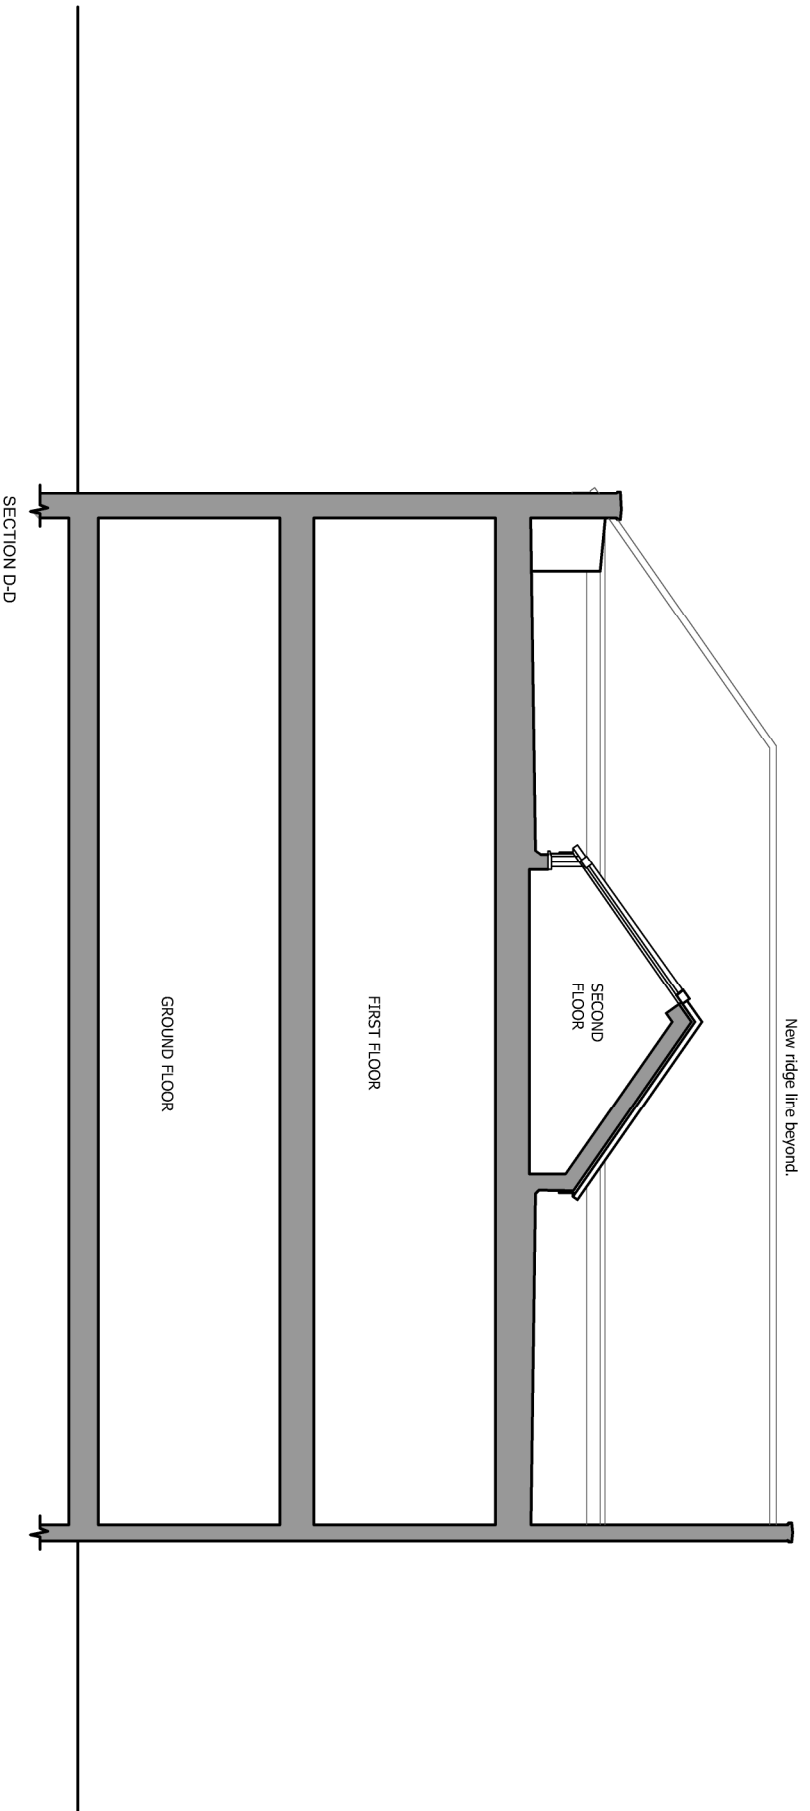 New ridge line beyond.
SECOND
FLOOR
FIRST FLOOR
GROUND FLOOR
SECTION D-D